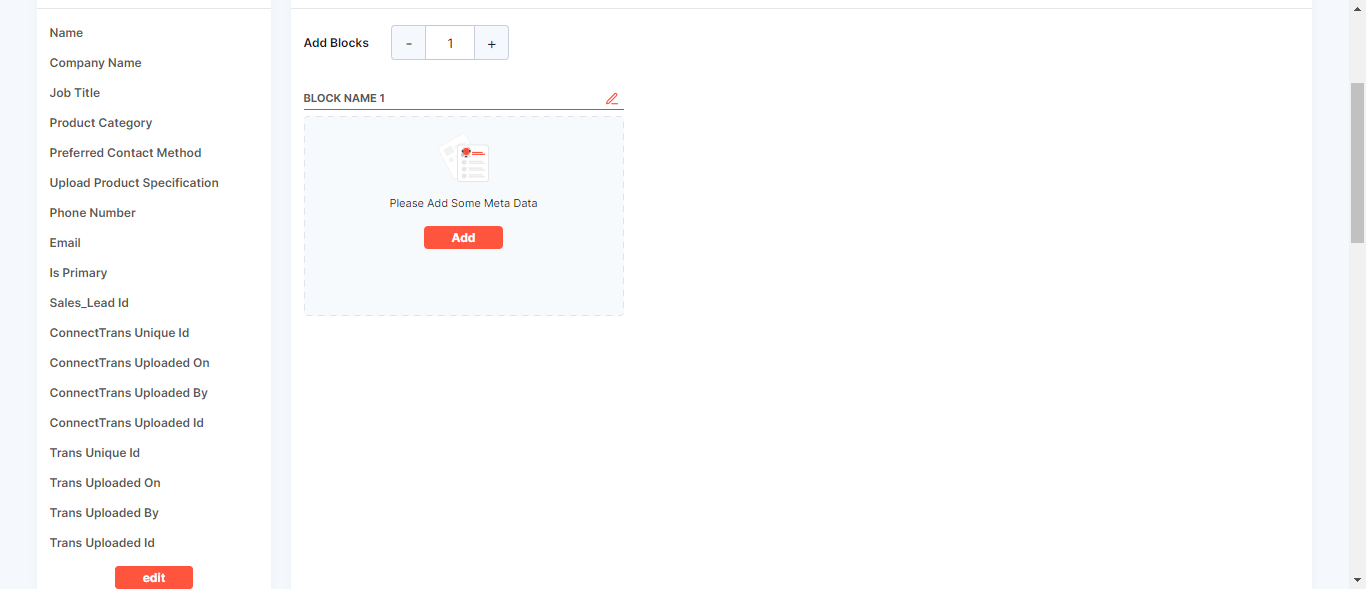 Name
Company Name
Job Title
Product Category
Preferred Contact Method
Upload Product Specification
Phone Number
Email
Is Primary
Sales_Lead Id
ConnectTrans Unique Id
ConnectTrans Uploaded On
ConnectTrans Uploaded By
ConnectTrans Uploaded Id
Trans Unique Id
Trans Uploaded On
Trans Uploaded By
Trans Uploaded Id
edit
Add Blocks - 1 +
BLOCK NAME 1
Please Add Some Meta Data
Add